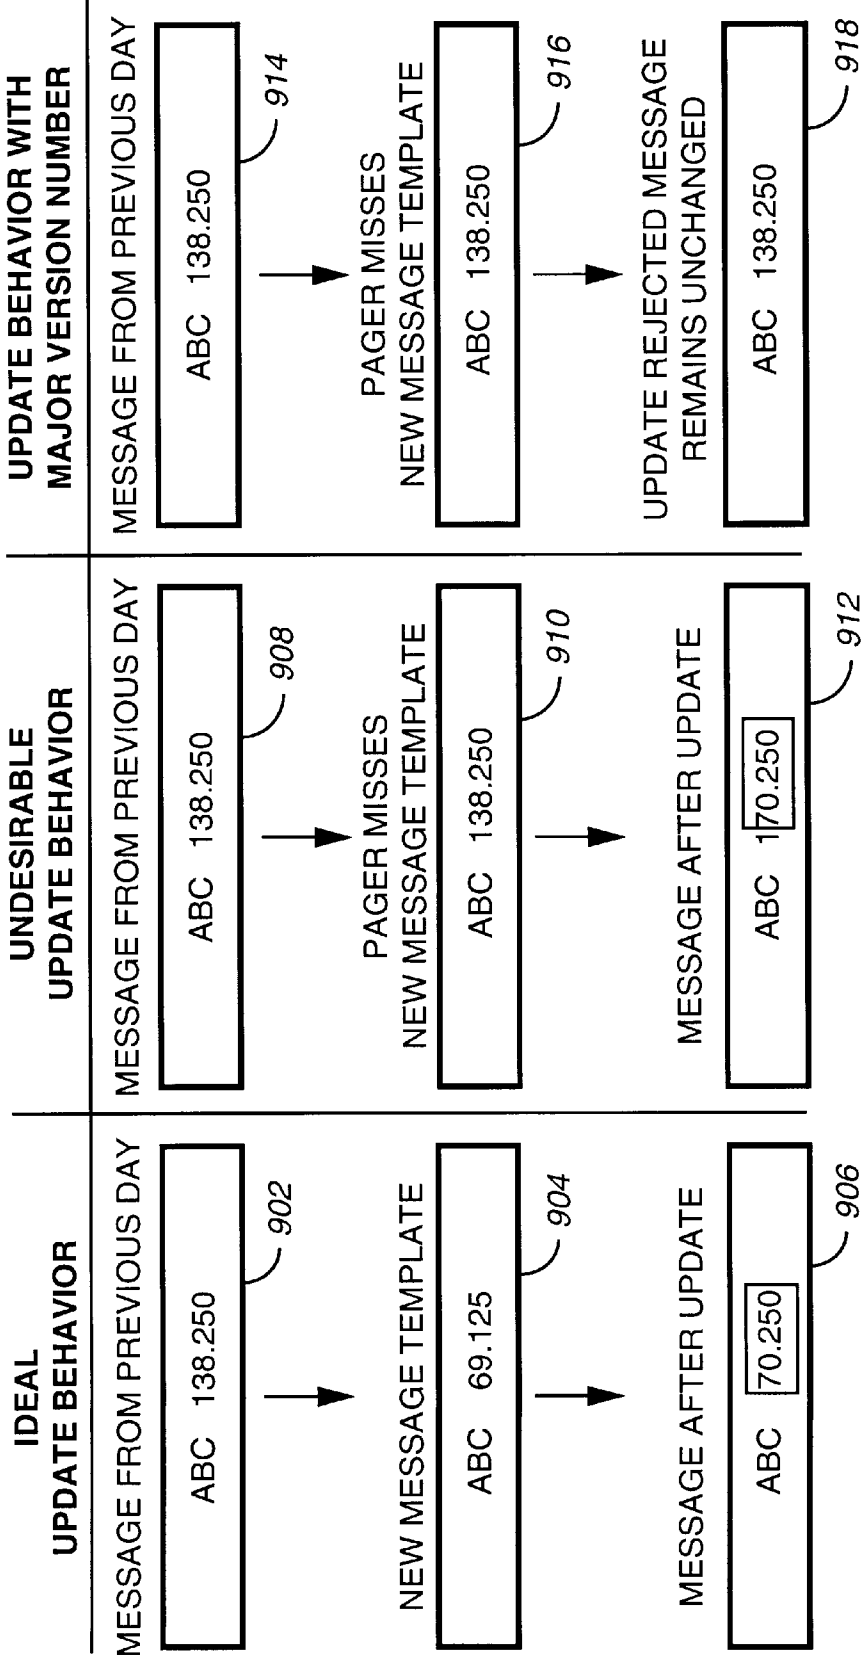 IDEAL
UPDATE BEHAVIOR
MESSAGE FROM PREVIOUS DAY
ABC 138.250
902
NEW MESSAGE TEMPLATE
ABC 69.125
904
MESSAGE AFTER UPDATE
ABC 70.250
906
UNDESIRABLE
UPDATE BEHAVIOR
MESSAGE FROM PREVIOUS DAY
ABC 138.250
908
PAGER MISSES
NEW MESSAGE TEMPLATE
ABC 138.250
910
MESSAGE AFTER UPDATE
ABC 170.250
912
UPDATE BEHAVIOR WITH
MAJOR VERSION NUMBER
MESSAGE FROM PREVIOUS DAY
ABC 138.250
914
PAGER MISSES
NEW MESSAGE TEMPLATE
ABC 138.250
916
UPDATE REJECTED MESSAGE
REMAINS UNCHANGED
ABC 138.250
918